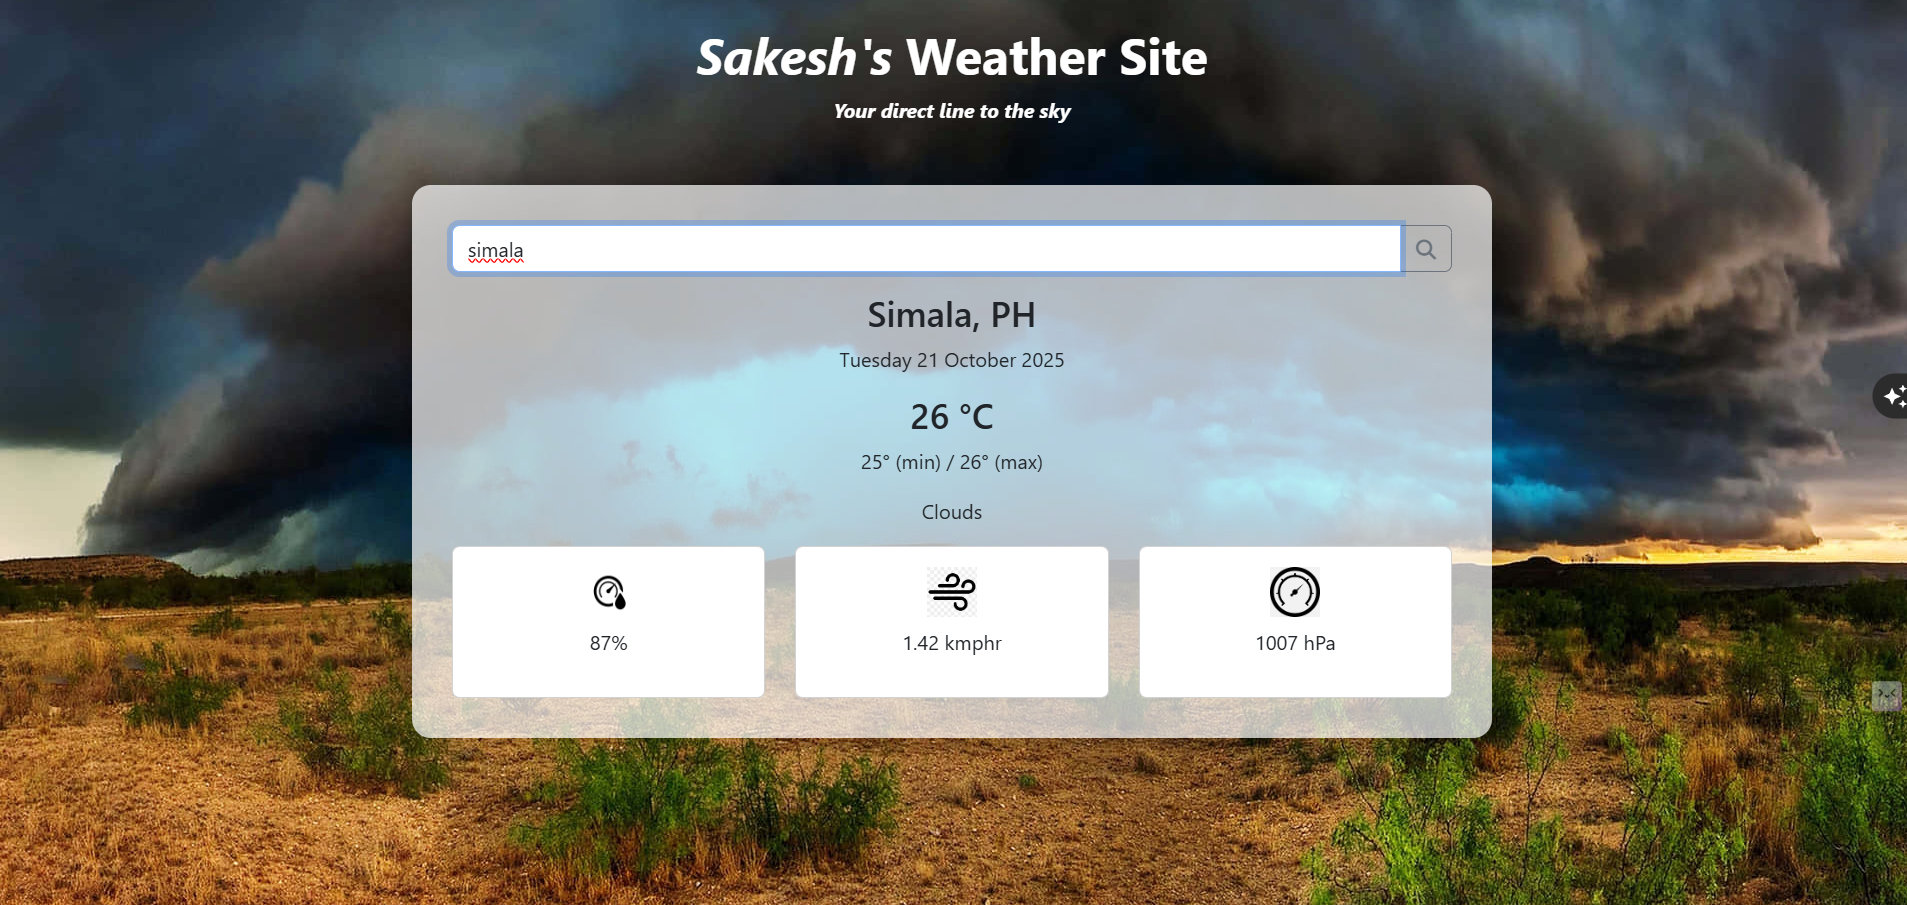 Sakesh's Weather Site
Your direct line to the sky
simala
Simala, PH
Tuesday 21 October 2025
26 °C
25° (min) / 26° (max)
Clouds
87%
1.42 kmphr
1007 hPa